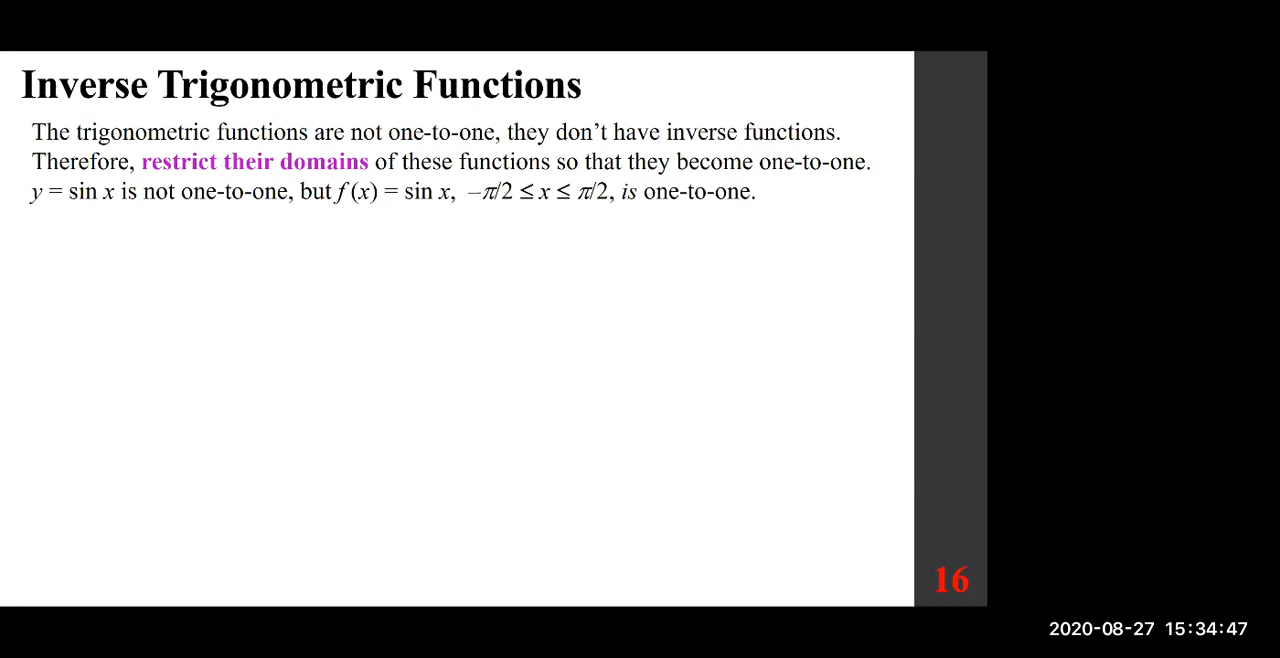 Inverse Trigonometric Functions
The trigonometric functions are not one-to-one, they don’t have inverse functions.
Therefore, restrict their domains of these functions so that they become one-to-one.
y = sin x is not one-to-one, but f (x) = sin x, −π/2 ≤ x ≤ π/2, is one-to-one.
16
2020-08-27 15:34:47